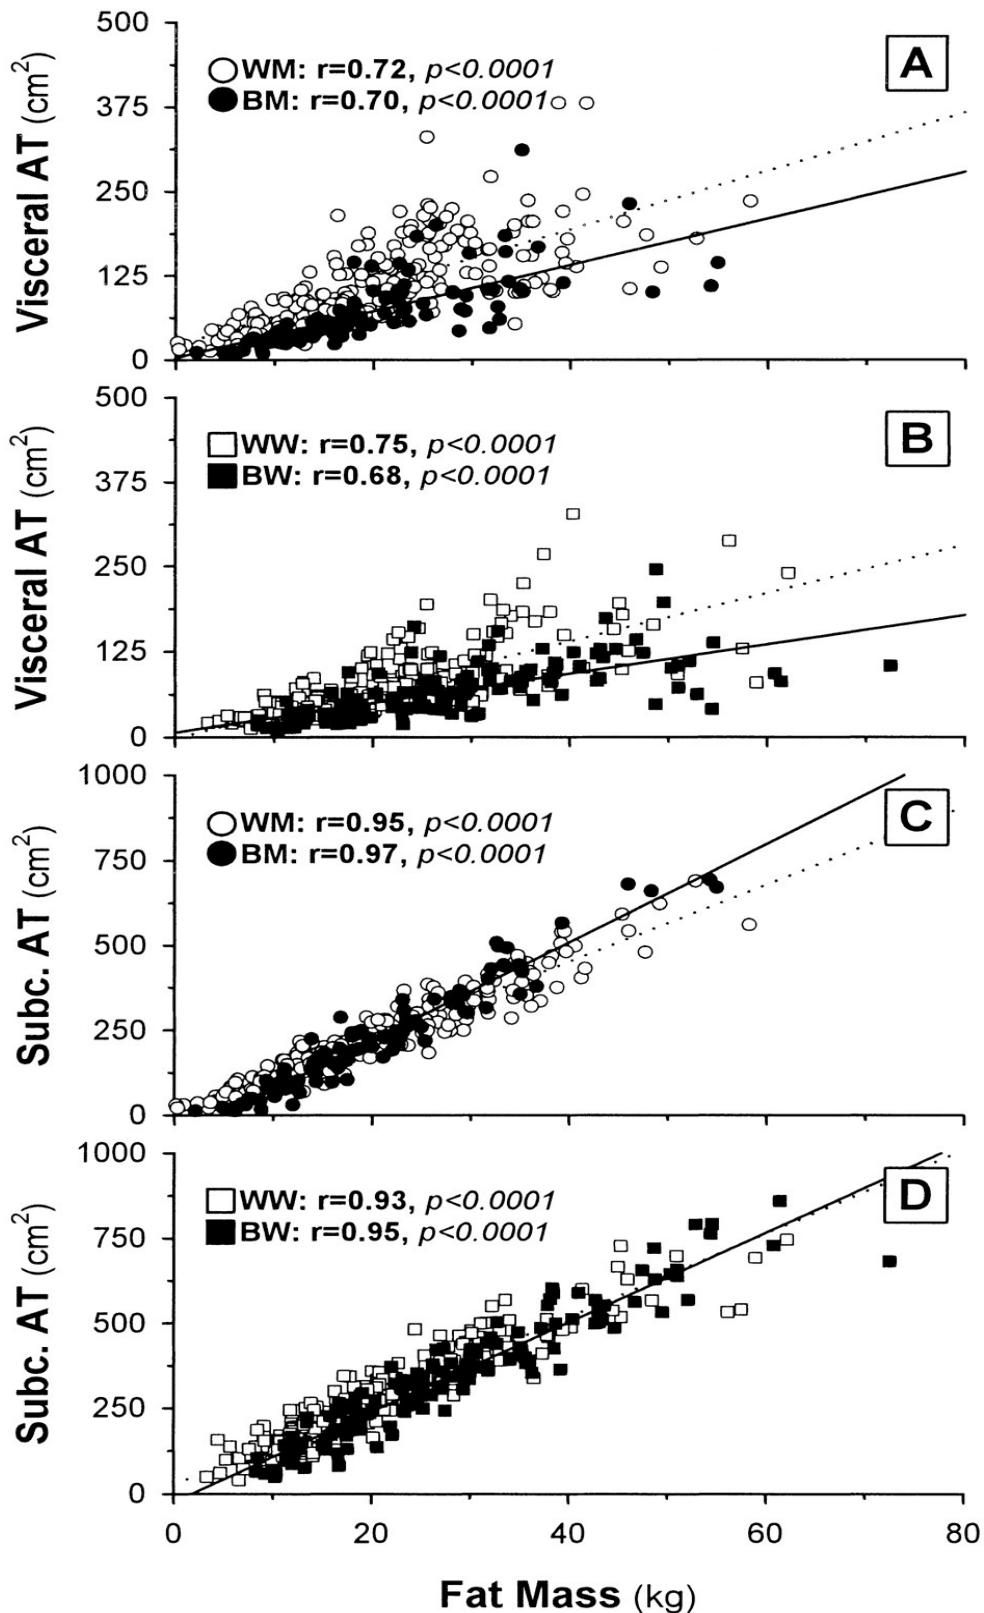 500
A
WM: r=0.72, p<0.0001
BM: r=0.70, p<0.0001
375
250
125
0
Visceral AT (cm²)
500
B
WW: r=0.75, p<0.0001
BW: r=0.68, p<0.0001
375
250
125
0
Visceral AT (cm²)
1000
C
WM: r=0.95, p<0.0001
BM: r=0.97, p<0.0001
750
500
250
0
Subc. AT (cm²)
1000
D
WW: r=0.93, p<0.0001
BW: r=0.95, p<0.0001
750
500
250
0
Subc. AT (cm²)
0 20 40 60 80
Fat Mass (kg)